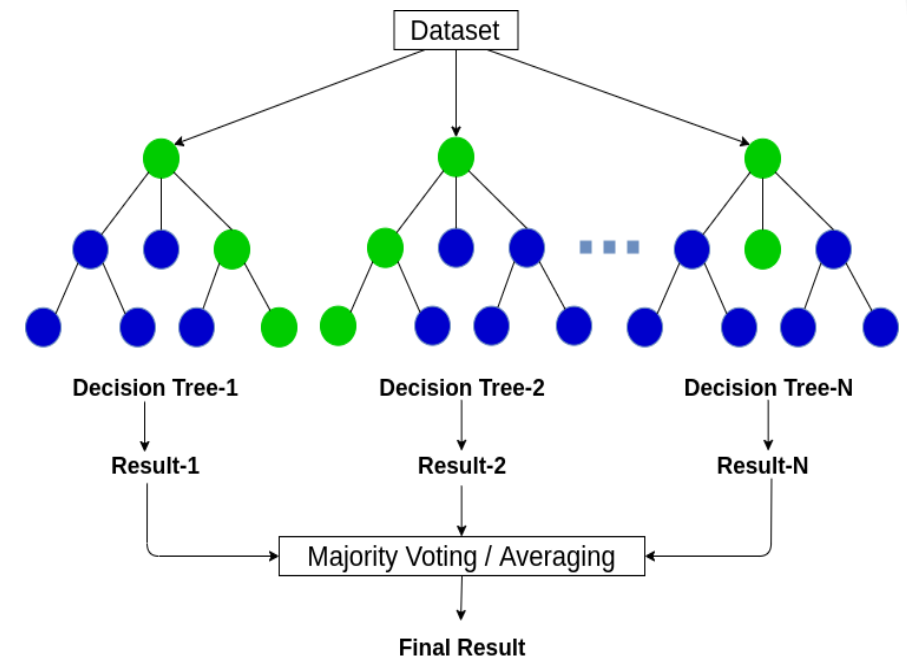 Dataset
Decision Tree-1
Decision Tree-2
Decision Tree-N
Result-1
Result-2
Result-N
Majority Voting / Averaging
Final Result